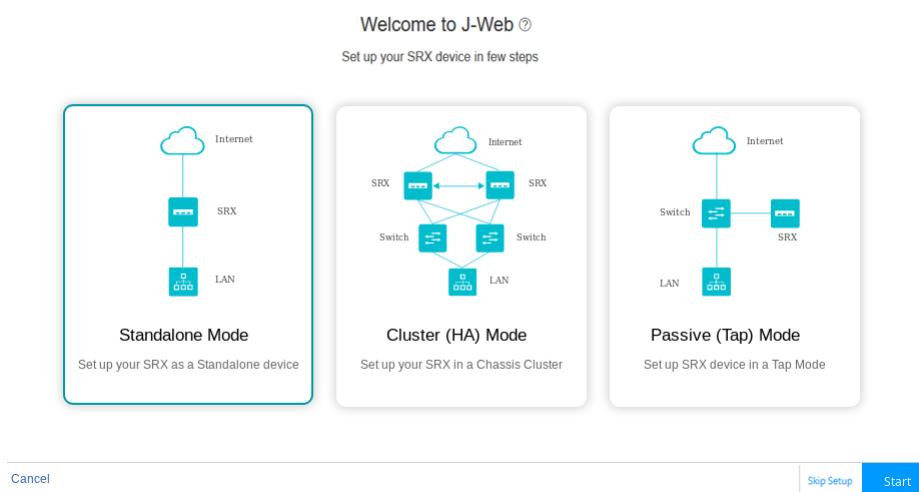 Welcome to J-Web ?
Set up your SRX device in few steps
Internet
SRX
LAN
Standalone Mode
Set up your SRX as a Standalone device
Internet
SRX
SRX
Switch
Switch
LAN
Cluster (HA) Mode
Set up your SRX in a Chassis Cluster
Internet
Switch
SRX
LAN
Passive (Tap) Mode
Set up SRX device in a Tap Mode
Cancel
Skip Setup
Start